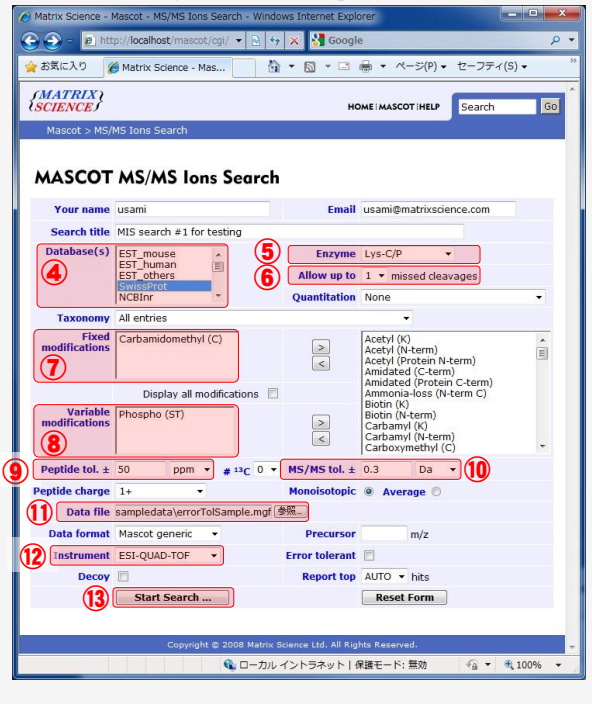 Matrix Science - Mascot - MS/MS Ions Search - Windows Internet Explorer
http://localhost/mascot/cgi/ Google
お気に入り Matrix Science - Mas... ページ(P) セーフティ(S) »
{MATRIX}
{SCIENCE}
HOME MASCOT HELP Search Go
Mascot > MS/MS Ions Search
MASCOT MS/MS Ions Search
Your name usami Email usami@matrixscience.com
Search title MIS search #1 for testing
Database(s) EST_mouse
EST_human
EST_others
SwissProt
NCBInr
④
⑤ Enzyme Lys-C/P
⑥ Allow up to 1 missed cleavages
Quantitation None
Taxonomy All entries
Fixed modifications Carbamidomethyl (C)
⑦
>
<
Display all modifications
Variable modifications Phospho (ST)
⑧
>
<
Acetyl (K)
Acetyl (N-term)
Acetyl (Protein N-term)
Amidated (C-term)
Amidated (Protein C-term)
Ammonia-loss (N-term C)
Biotin (K)
Biotin (N-term)
Carbamyl (K)
Carbamyl (N-term)
Carboxymethyl (C)
⑨ Peptide tol. ± 50 ppm # 13C 0 MS/MS tol. ± 0.3 Da ⑩
Peptide charge 1+ Monoisotopic Average
⑪ Data file sampledata\errorTolSample.mgf 参照...
Data format Mascot generic Precursor m/z
⑫ Instrument ESI-QUAD-TOF Error tolerant
Decoy Report top AUTO hits
⑬ Start Search ... Reset Form
Copyright © 2008 Matrix Science Ltd. All Rights Reserved.
ローカル イントラネット | 保護モード: 無効 100%